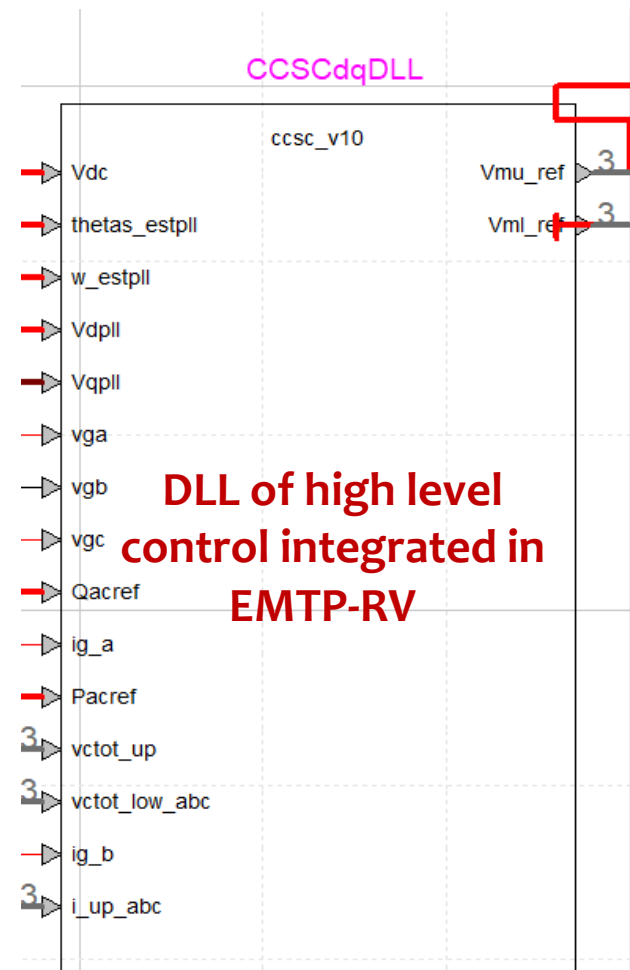 CCSCdqDLL
ccsc_v10
Vdc
Vmu_ref
3
thetas_estpll
Vml_ref
3
w_estpll
Vdpll
Vqpll
vga
vgb
vgc
DLL of high level
control integrated in
EMTP-RV
Qacref
ig_a
Pacref
3
vctot_up
3
vctot_low_abc
ig_b
3
i_up_abc